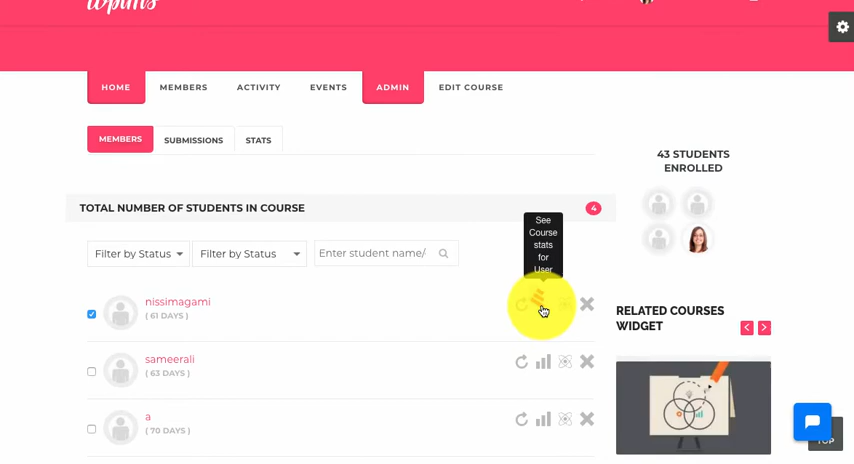 wplms
HOME MEMBERS ACTIVITY EVENTS ADMIN EDIT COURSE
MEMBERS SUBMISSIONS STATS
43 STUDENTS
ENROLLED
TOTAL NUMBER OF STUDENTS IN COURSE 4
See
Course
stats
for
User
Filter by Status Filter by Status Enter student name/
nissimagami
( 61 DAYS )
RELATED COURSES
WIDGET
sameerali
( 63 DAYS )
a
( 70 DAYS )
TOP